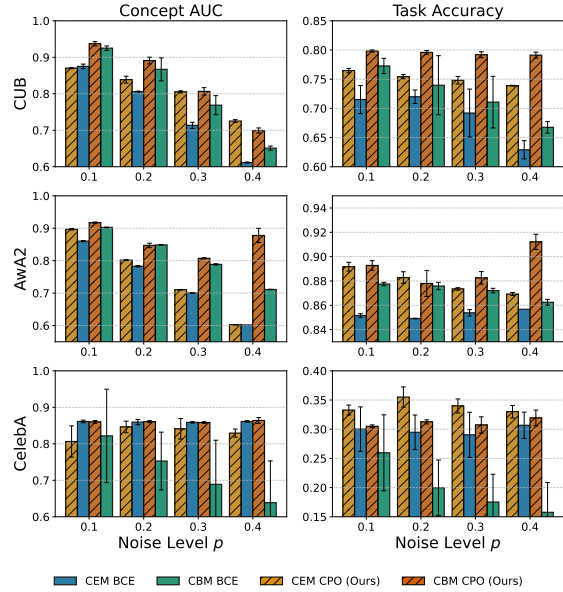 Concept AUC
Task Accuracy
CUB
1.0
0.9
0.8
0.7
0.6
0.1 0.2 0.3 0.4
0.85
0.80
0.75
0.70
0.65
0.60
0.1 0.2 0.3 0.4
AwA2
1.0
0.9
0.8
0.7
0.6
0.1 0.2 0.3 0.4
0.94
0.92
0.90
0.88
0.86
0.84
0.1 0.2 0.3 0.4
CelebA
1.0
0.9
0.8
0.7
0.6
0.1 0.2 0.3 0.4
Noise Level p
0.40
0.35
0.30
0.25
0.20
0.15
0.1 0.2 0.3 0.4
Noise Level p
CEM BCE CBM BCE CEM CPO (Ours) CBM CPO (Ours)